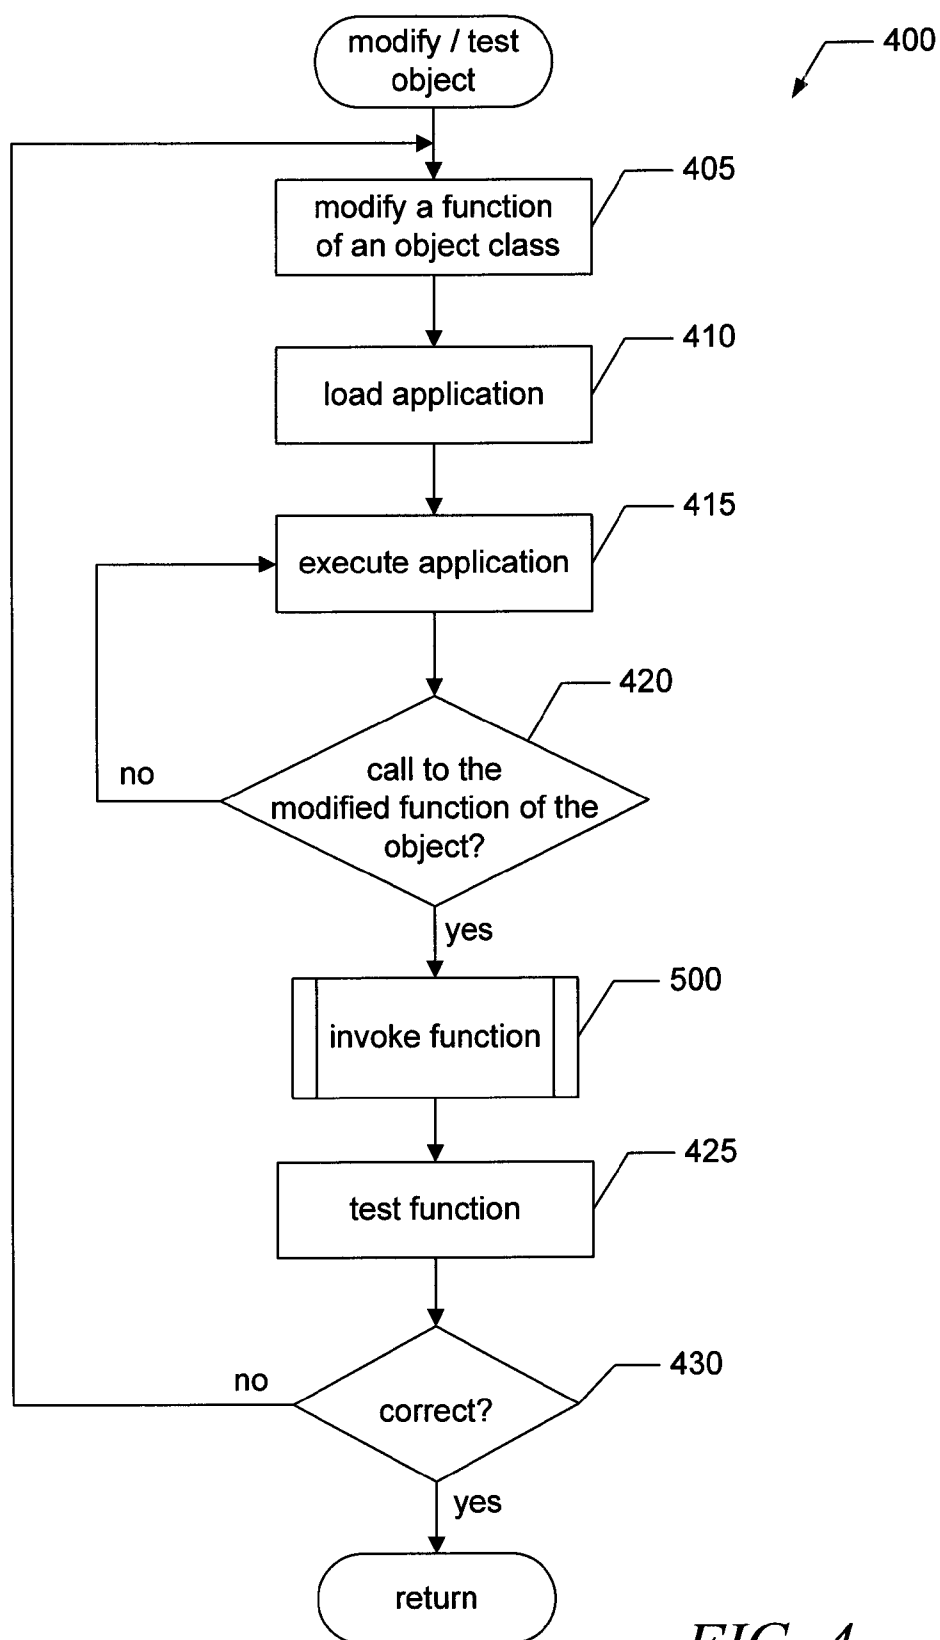 modify / test
object
400
405
modify a function
of an object class
410
load application
415
execute application
420
call to the
modified function of the
object?
no
yes
500
invoke function
425
test function
430
no
correct?
yes
return
FIG. 4